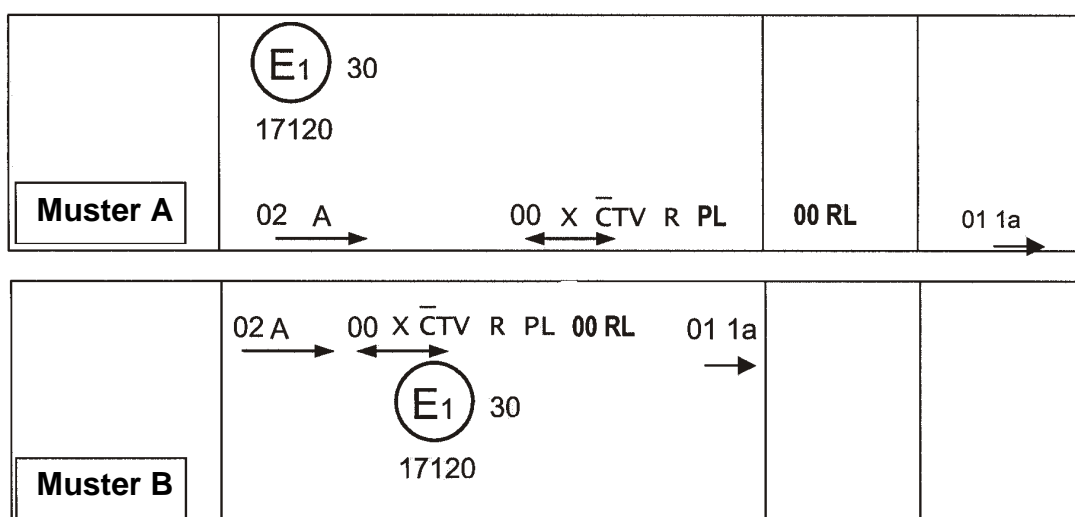 E1 30
17120
Muster A
02 A 00 X C̅TV R PL 00 RL 01 1a
02 A 00 X C̅TV R PL 00 RL 01 1a
E1 30
17120
Muster B